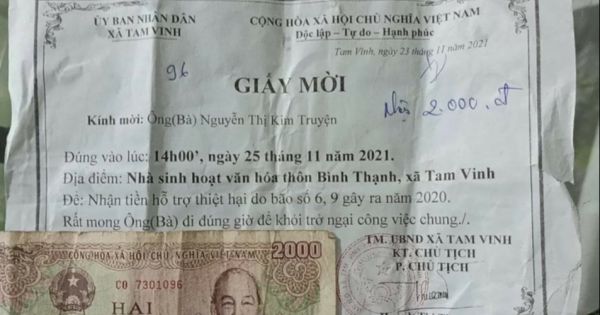 ỦY BAN NHÂN DÂN
XÃ TAM VINH
CỘNG HÒA XÃ HỘI CHỦ NGHĨA VIỆT NAM
Độc lập – Tự do – Hạnh phúc
Tam Vinh, ngày 23 tháng 11 năm 2021
96
GIẤY MỜI
Nhận 2.000.đ
Kính mời: Ông(Bà) Nguyễn Thị Kim Truyện
Đúng vào lúc: 14h00’, ngày 25 tháng 11 năm 2021.
Địa điểm: Nhà sinh hoạt văn hóa thôn Bình Thạnh, xã Tam Vinh
Đề: Nhận tiền hỗ trợ thiệt hại do bão số 6, 9 gây ra năm 2020.
Rất mong Ông(Bà) đi đúng giờ để khỏi trở ngại công việc chung./.
TM. UBND XÃ TAM VINH
KT. CHỦ TỊCH
P. CHỦ TỊCH
CỘNG HÒA XÃ HỘI CHỦ NGHĨA VIỆT NAM
2000
CO 7301096
HAI